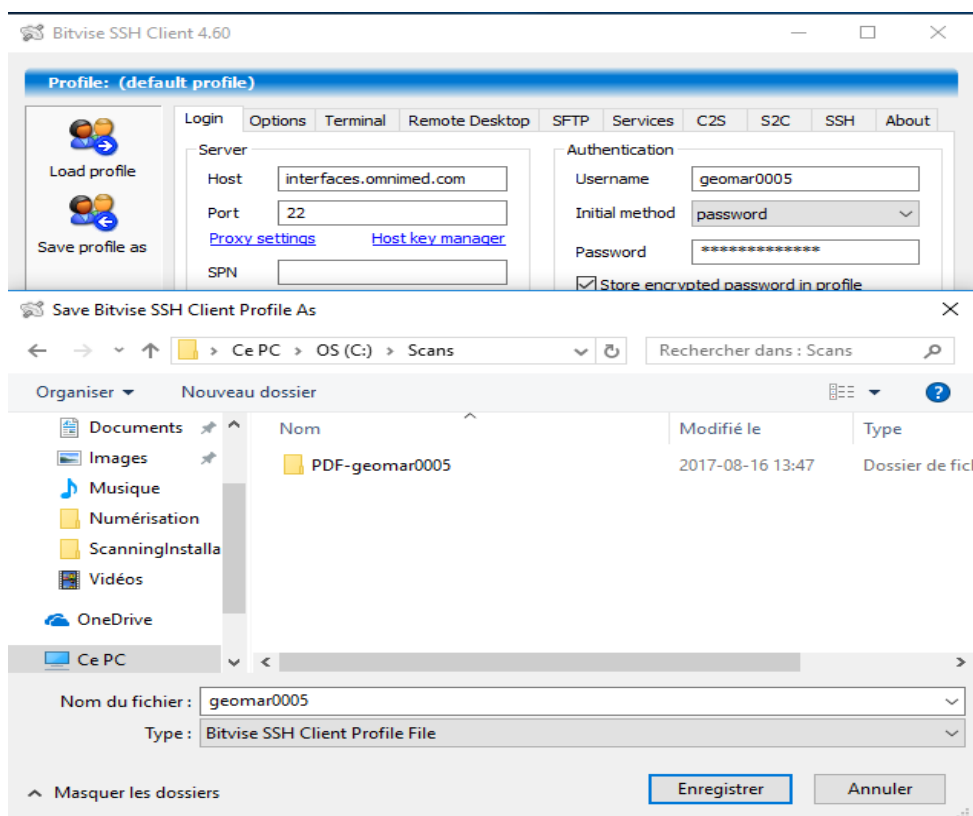 Bitvise SSH Client 4.60
Profile: (default profile)
Load profile
Save profile as
Login Options Terminal Remote Desktop SFTP Services C2S S2C SSH About
Server
Host interfaces.omnimed.com
Port 22
Proxy settings Host key manager
SPN
Authentication
Username geomar0005
Initial method password
Password *************
Store encrypted password in profile
Save Bitvise SSH Client Profile As
Ce PC > OS (C:) > Scans
Rechercher dans : Scans
Organiser Nouveau dossier
Documents
Images
Musique
Numérisation
ScanningInstalla
Vidéos
OneDrive
Ce PC
Nom Modifié le Type
PDF-geomar0005 2017-08-16 13:47 Dossier de fic
Nom du fichier : geomar0005
Type : Bitvise SSH Client Profile File
Masquer les dossiers
Enregistrer Annuler